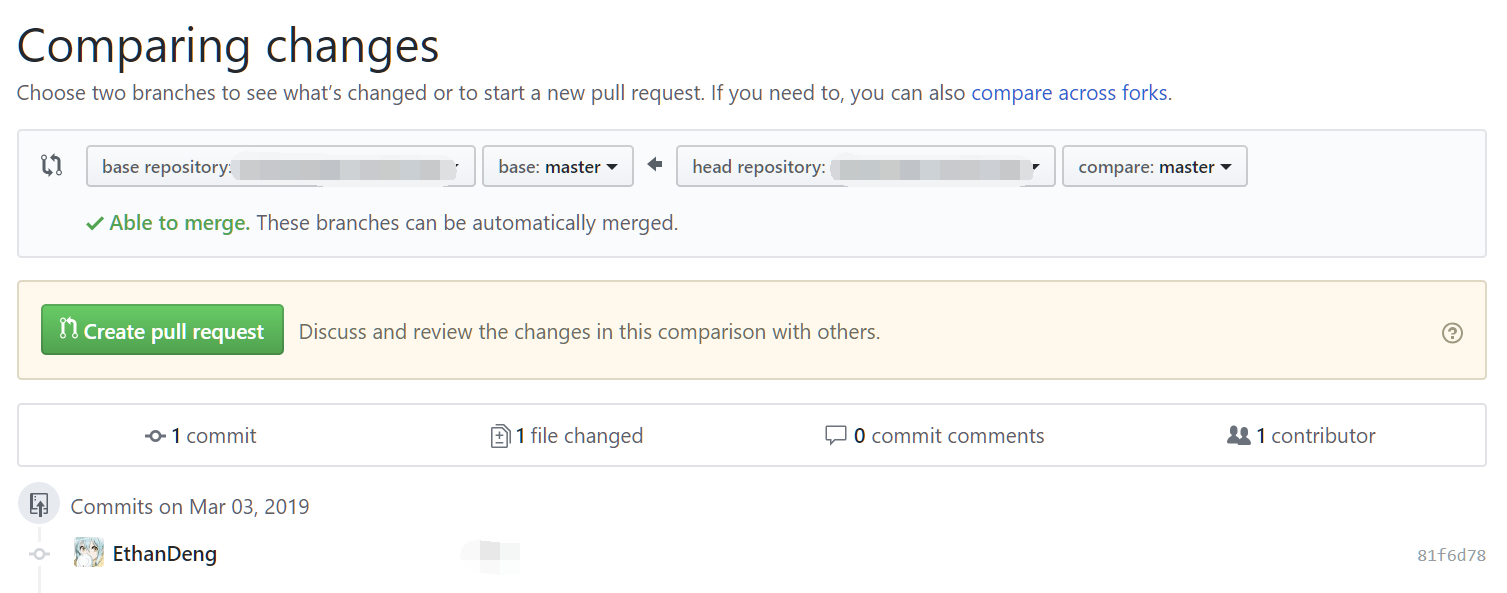 Comparing changes
Choose two branches to see what’s changed or to start a new pull request. If you need to, you can also compare across forks.
base repository: base: master head repository: compare: master
Able to merge. These branches can be automatically merged.
Create pull request Discuss and review the changes in this comparison with others.
1 commit 1 file changed 0 commit comments 1 contributor
Commits on Mar 03, 2019
EthanDeng 81f6d78